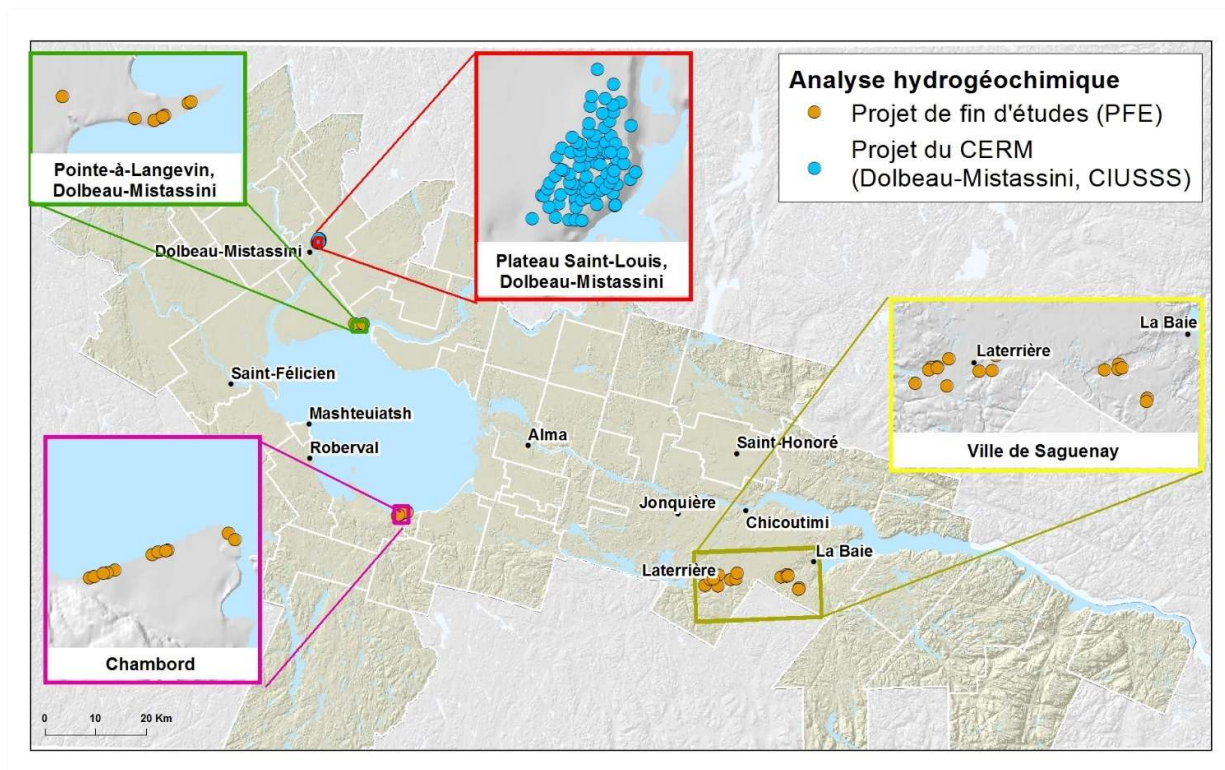 Analyse hydrogéochimique
Projet de fin d'études (PFE)
Projet du CERM
(Dolbeau-Mistassini, CIUSSS)
Pointe-à-Langevin,
Dolbeau-Mistassini
Plateau Saint-Louis,
Dolbeau-Mistassini
Dolbeau-Mistassini
La Baie
Laterrière
Ville de Saguenay
Saint-Félicien
Mashteuiatsh
Roberval
Alma
Saint-Honoré
Jonquière
Chicoutimi
La Baie
Laterrière
Chambord
0 10 20 Km